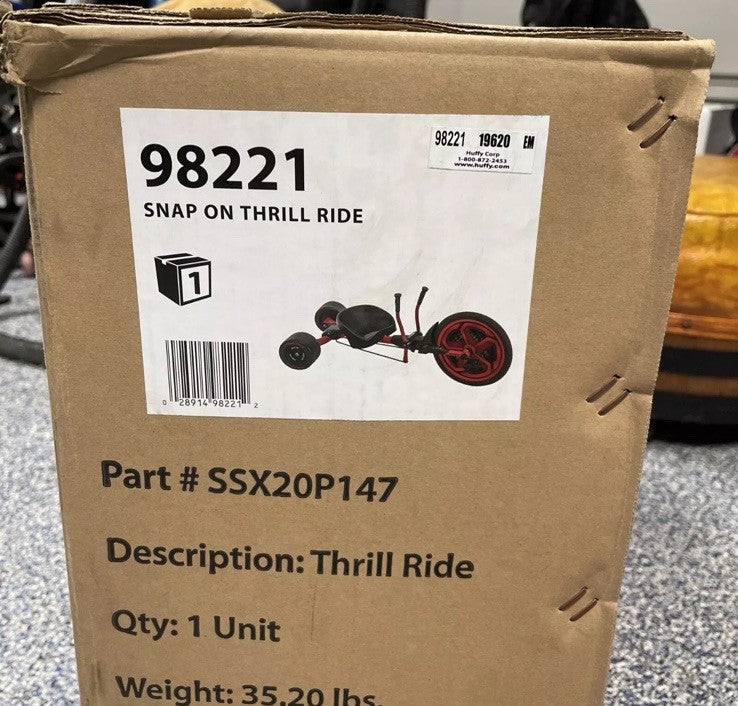 98221
SNAP ON THRILL RIDE
98221 19620 EM
Huffy Corp
1-800-872-2453
www.huffy.com
1
0 28914 98221 2
Part # SSX20P147
Description: Thrill Ride
Qty: 1 Unit
Weight: 35.20 lbs.